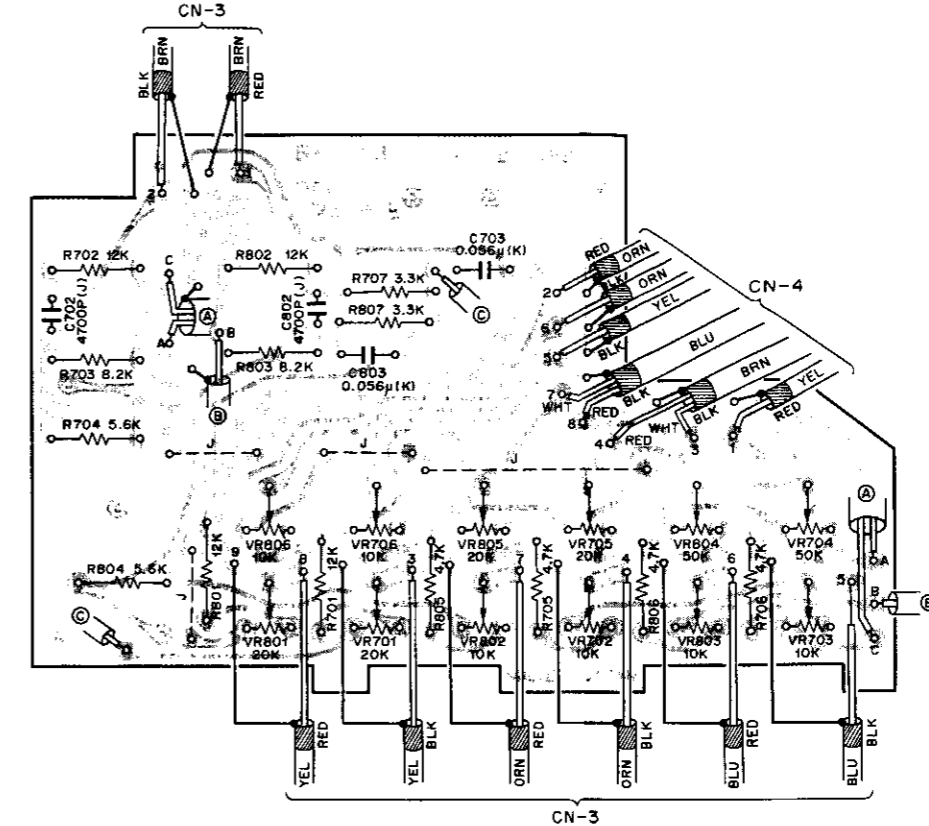 CN-3
BLK BRN BRN RED
2
R702 12K
C
R802 12K
C703
0.056μ(K)
R707 3.3K
R807 3.3K
C702
4700P(J)
C802
4700P(J)
A
Ⓐ
B
Ⓒ
R703 8.2K
R803 8.2K
C803
0.056μ(K)
Ⓑ
R704 5.6K
J
J
J
RED ORN
2
BLK ORN
6
YEL
5
BLK
BLU
7
WHT
RED
8
BLK
BRN
4
RED
WHT
3
BLK
YEL
RED
1
CN-4
VR806
10K
VR706
10K
VR805
20K
VR705
20K
VR804
50K
VR704
50K
Ⓐ
A
B
Ⓑ
C
R804 5.6K
J
12K
R801
9
8
12K
R701
3
4.7K
R805
7
4.7K
R705
4
4.7K
R806
6
4.7K
R706
5
Ⓒ
VR801
20K
VR701
20K
VR802
10K
VR702
10K
VR803
10K
VR703
10K
YEL RED
YEL BLK
ORN RED
ORN BLK
BLU RED
BLU BLK
CN-3